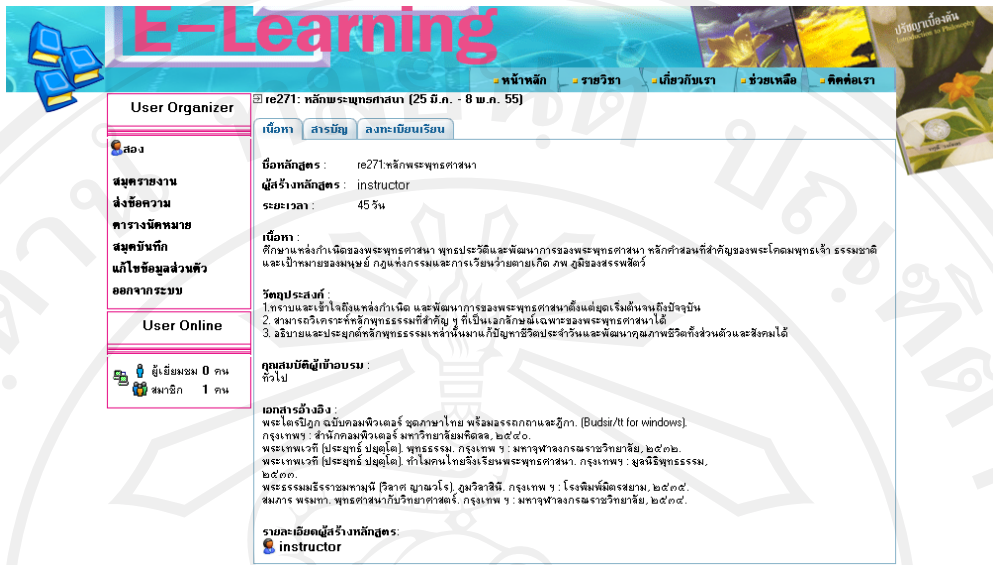 E-Learning
ปรัชญาเบื้องต้น
Introduction to Philosophy
หน้าหลัก
รายวิชา
เกี่ยวกับเรา
ช่วยเหลือ
ติดต่อเรา
User Organizer
สอง
สมุดรายงาน
ส่งข้อความ
ตารางนัดหมาย
สมุดบันทึก
แก้ไขข้อมูลส่วนตัว
ออกจากระบบ
User Online
ผู้เยี่ยมชม 0 คน
สมาชิก 1 คน
re271: หลักพระพุทธศาสนา (25 มี.ค. - 8 พ.ค. 55)
เนื้อหา สารบัญ ลงทะเบียนเรียน
ชื่อหลักสูตร : re271:หลักพระพุทธศาสนา
ผู้สร้างหลักสูตร : instructor
ระยะเวลา : 45 วัน
เนื้อหา :
ศึกษาแหล่งกำเนิดของพระพุทธศาสนา พุทธประวัติและพัฒนาการของพระพุทธศาสนา หลักคำสอนที่สำคัญของพระโคดมพุทธเจ้า ธรรมชาติ
และเป้าหมายของมนุษย์ กฎแห่งกรรมและการเวียนว่ายตายเกิด ภพ ภูมิของสรรพสัตว์
วัตถุประสงค์ :
1.ทราบและเข้าใจถึงแหล่งกำเนิด และพัฒนาการของพระพุทธศาสนาตั้งแต่ยุคเริ่มต้นจนถึงปัจจุบัน
2. สามารถวิเคราะห์หลักพุทธธรรมที่สำคัญ ๆ ที่เป็นเอกลักษณ์เฉพาะของพระพุทธศาสนาได้
3. อธิบายและประยุกต์หลักพุทธธรรมเหล่านั้นมาแก้ปัญหาชีวิตประจำวันและพัฒนาคุณภาพชีวิตทั้งส่วนตัวและสังคมได้
คุณสมบัติผู้เข้าอบรม :
ทั่วไป
เอกสารอ้างอิง :
พระไตรปิฎก ฉบับคอมพิวเตอร์ ชุดภาษาไทย พร้อมอรรถกถาและฎีกา. (Budsir/tt for windows).
กรุงเทพฯ : สำนักคอมพิวเตอร์ มหาวิทยาลัยมหิดล, ๒๕๔๐.
พระเทพเวที (ประยุทธ์ ปยุตฺโต). พุทธธรรม. กรุงเทพ ฯ : มหาจุฬาลงกรณราชวิทยาลัย, ๒๕๓๒.
พระเทพเวที (ประยุทธ์ ปยุตฺโต). ทำไมคนไทยจึงเรียนพระพุทธศาสนา. กรุงเทพฯ : มูลนิธิพุทธธรรม,
๒๕๓๓.
พระธรรมมธีรราชมหามุนี (วิลาศ ญาณวโร). ภูมิวิลาสินี. กรุงเทพ ฯ : โรงพิมพ์มิตรสยาม, ๒๕๓๕.
สมภาร พรมทา. พุทธศาสนากับวิทยาศาสตร์. กรุงเทพ ฯ : มหาจุฬาลงกรณราชวิทยาลัย, ๒๕๓๔.
รายละเอียดผู้สร้างหลักสูตร:
instructor